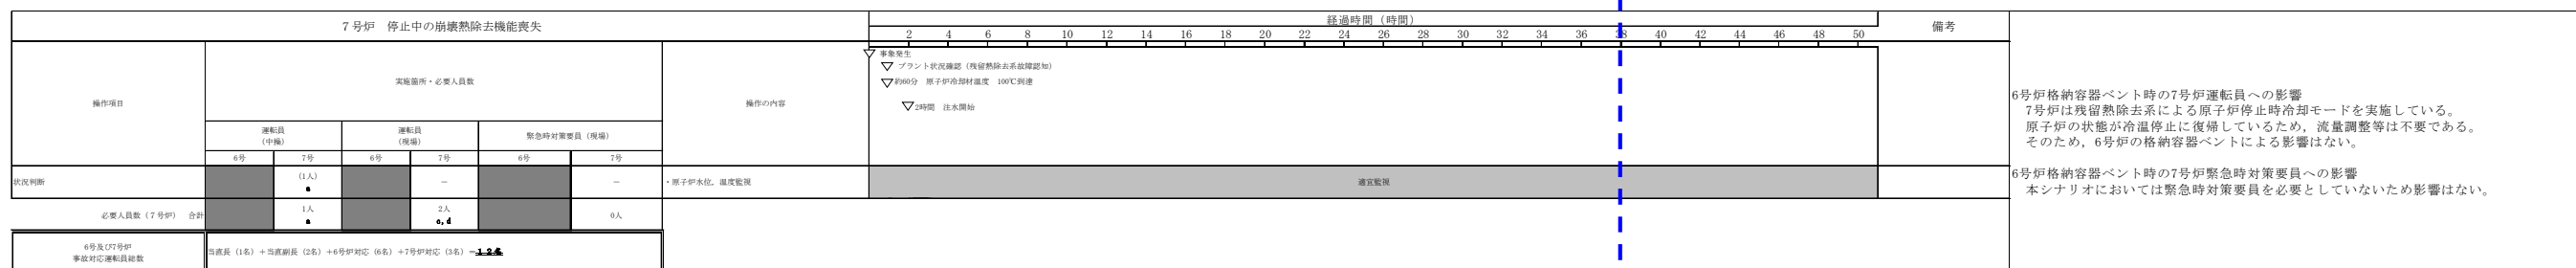 7号炉 停止中の崩壊熱除去機能喪失
経過時間（時間）
備考
2 4 6 8 10 12 14 16 18 20 22 24 26 28 30 32 34 36 38 40 42 44 46 48 50
操作項目
実施箇所・必要人員数
操作の内容
事象発生
プラント状況確認（残留熱除去系故障認知）
約60分 原子炉冷却材温度 100℃到達
2時間 注水開始
運転員
（中操）
運転員
（現場）
緊急時対策要員（現場）
6号 7号 6号 7号 6号 7号
状況判断
（1人）
a
－
－
・原子炉水位，温度監視
適宜監視
必要人員数（7号炉） 合計
1人
a
2人
c, d
0人
6号及び7号炉
事故対応運転員総数
当直長（1名）＋当直副長（2名）＋6号炉対応（6名）＋7号炉対応（3名）＝12名
6号炉格納容器ベント時の7号炉運転員への影響
7号炉は残留熱除去系による原子炉停止時冷却モードを実施している。
原子炉の状態が冷温停止に復帰しているため，流量調整等は不要である。
そのため，6号炉の格納容器ベントによる影響はない。
6号炉格納容器ベント時の7号炉緊急時対策要員への影響
本シナリオにおいては緊急時対策要員を必要としていないため影響はない。